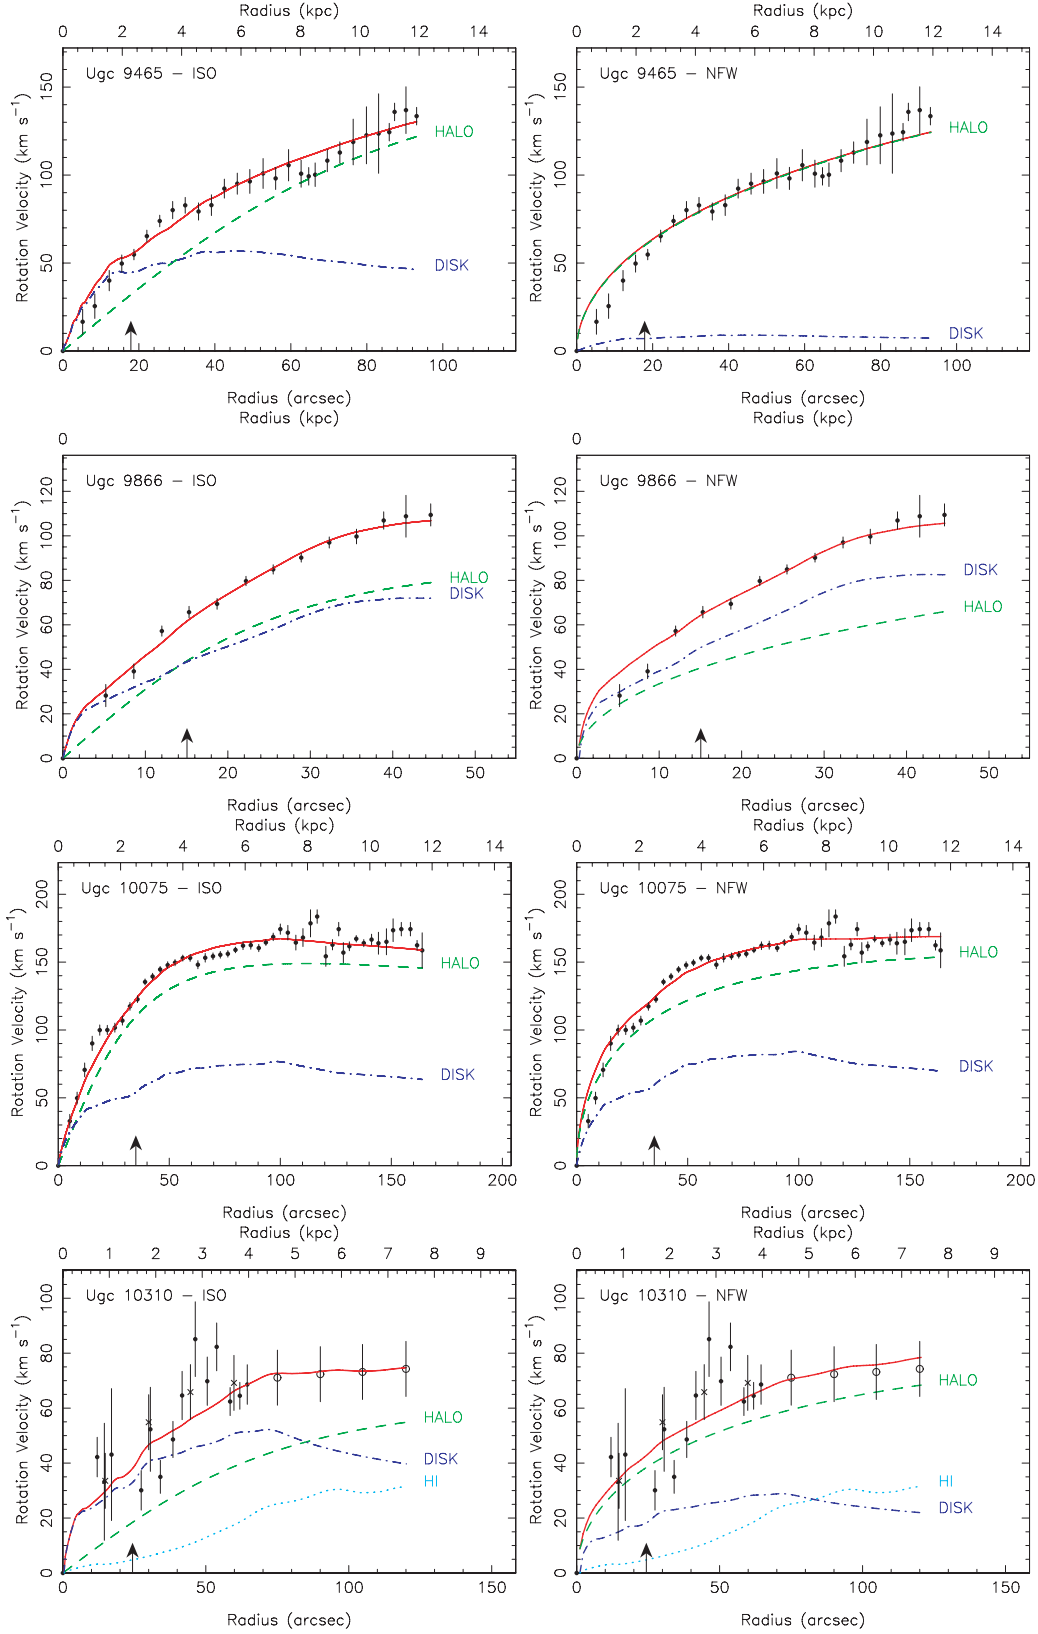 Radius (kpc) Radius (kpc)
0 2 4 6 8 10 12 14 0 2 4 6 8 10 12 14
Ugc 9465 – ISO Ugc 9465 – NFW
Rotation Velocity (km s⁻¹) Rotation Velocity (km s⁻¹)
150 150
HALO HALO
100 100
50 50
DISK DISK
0 0
0 20 40 60 80 100 0 20 40 60 80 100
Radius (arcsec) Radius (arcsec)
Radius (kpc) Radius (kpc)
0 0
Ugc 9866 – ISO Ugc 9866 – NFW
Rotation Velocity (km s⁻¹) Rotation Velocity (km s⁻¹)
120 120
100 100
80 80
HALO DISK
DISK HALO
60 60
40 40
20 20
0 0
0 10 20 30 40 50 0 10 20 30 40 50
Radius (arcsec) Radius (arcsec)
Radius (kpc) Radius (kpc)
0 2 4 6 8 10 12 14 0 2 4 6 8 10 12 14
Ugc 10075 – ISO Ugc 10075 – NFW
Rotation Velocity (km s⁻¹) Rotation Velocity (km s⁻¹)
200 200
150 150
HALO HALO
100 100
DISK DISK
50 50
0 0
0 50 100 150 200 0 50 100 150 200
Radius (arcsec) Radius (arcsec)
Radius (kpc) Radius (kpc)
0 1 2 3 4 5 6 7 8 9 0 1 2 3 4 5 6 7 8 9
Ugc 10310 – ISO Ugc 10310 – NFW
Rotation Velocity (km s⁻¹) Rotation Velocity (km s⁻¹)
100 100
80 80
HALO HALO
60 60
DISK HI
HI DISK
40 40
20 20
0 0
0 50 100 150 0 50 100 150
Radius (arcsec) Radius (arcsec)